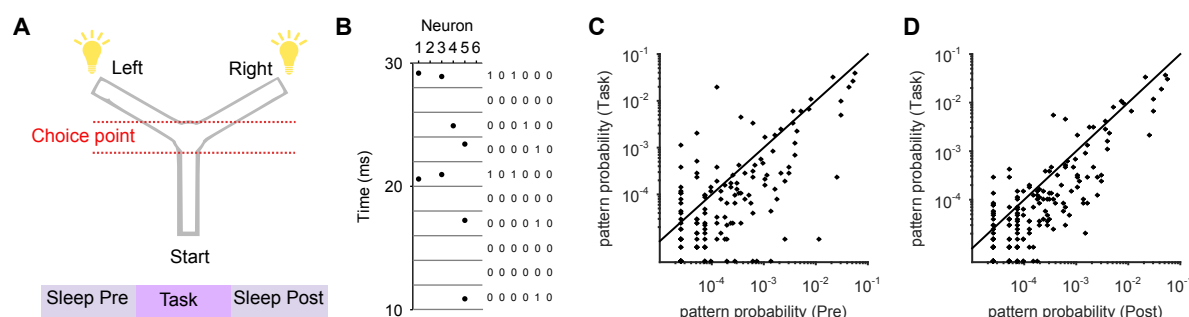 A
Left
Right
Choice point
Start
Sleep Pre
Task
Sleep Post
B
Neuron
1 2 3 4 5 6
30
20
10
Time (ms)
1 0 1 0 0 0
0 0 0 0 0 0
0 0 0 1 0 0
0 0 0 0 1 0
1 0 1 0 0 0
0 0 0 0 0 0
0 0 0 0 1 0
0 0 0 0 0 0
0 0 0 0 0 0
0 0 0 0 1 0
C
pattern probability (Task)
10⁻¹
10⁻²
10⁻³
10⁻⁴
10⁻⁴ 10⁻³ 10⁻² 10⁻¹
pattern probability (Pre)
D
pattern probability (Task)
10⁻¹
10⁻²
10⁻³
10⁻⁴
10⁻⁴ 10⁻³ 10⁻² 10⁻¹
pattern probability (Post)